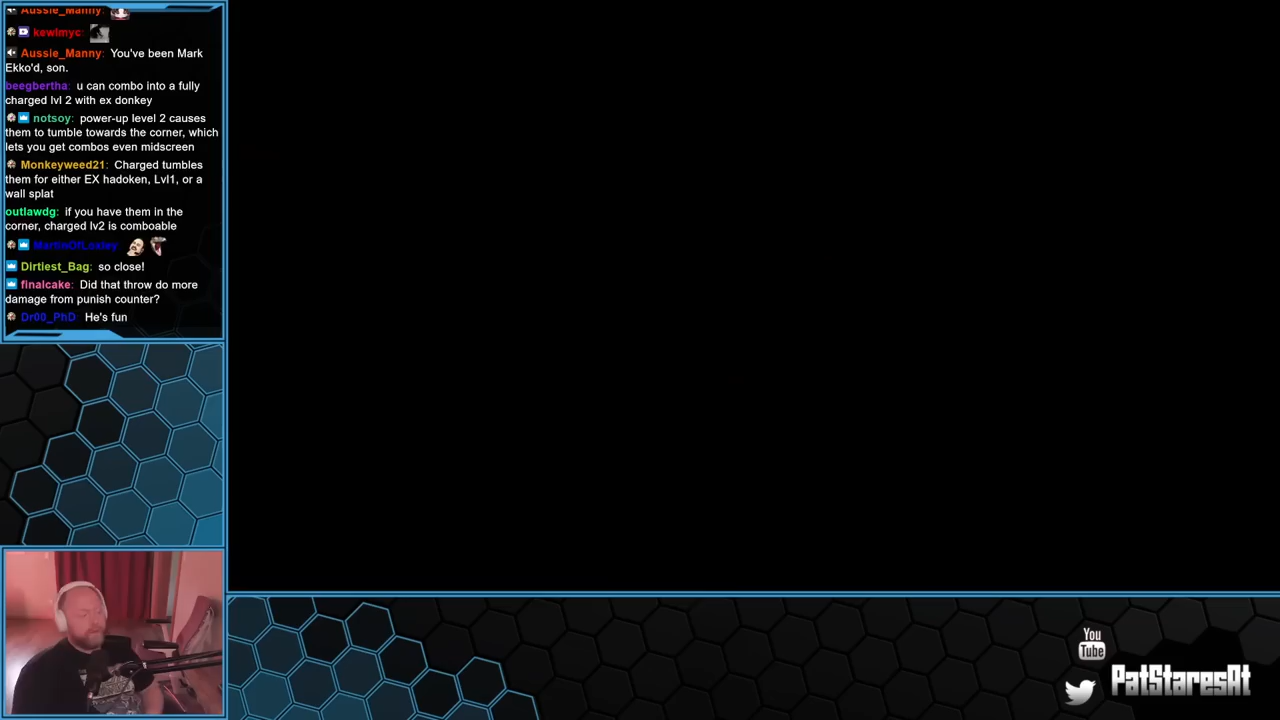 Aussie_Manny:
kewlmyc:
Aussie_Manny: You've been Mark
Ekko'd, son.
beegbertha: u can combo into a fully
charged lvl 2 with ex donkey
notsoy: power-up level 2 causes
them to tumble towards the corner, which
lets you get combos even midscreen
Monkeyweed21: Charged tumbles
them for either EX hadoken, Lvl1, or a
wall splat
outlawdg: if you have them in the
corner, charged lv2 is comboable
MartinOfLoxley
Dirtiest_Bag: so close!
finalcake: Did that throw do more
damage from punish counter?
Dr00_PhD He's fun
You
Tube
PatStaresAt